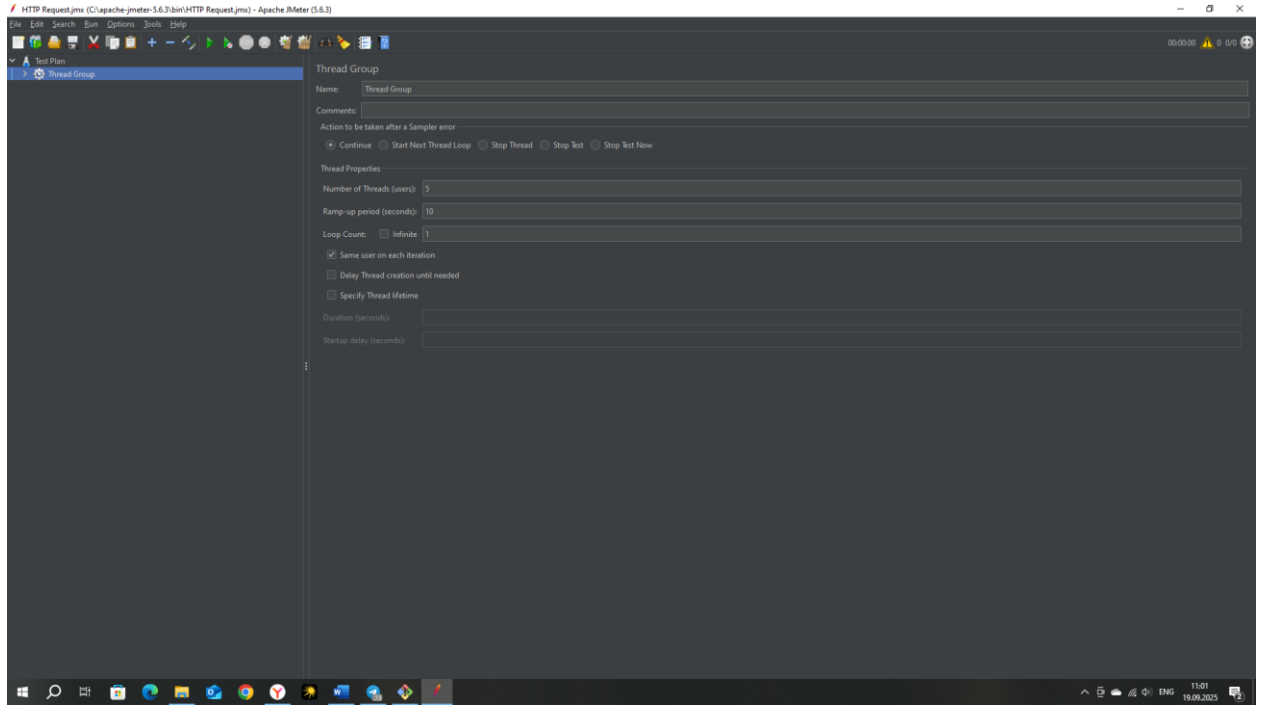 HTTP Request.jmx (C:\apache-jmeter-5.6.3\bin\HTTP Request.jmx) - Apache JMeter (5.6.3)
File Edit Search Run Options Tools Help
00:00:00 0 0/0
Test Plan
Thread Group
Thread Group
Name: Thread Group
Comments:
Action to be taken after a Sampler error
Continue Start Next Thread Loop Stop Thread Stop Test Stop Test Now
Thread Properties
Number of Threads (users): 5
Ramp-up period (seconds): 10
Loop Count: Infinite 1
Same user on each iteration
Delay Thread creation until needed
Specify Thread lifetime
Duration (seconds):
Startup delay (seconds):
ENG
11:01
19.09.2025
2